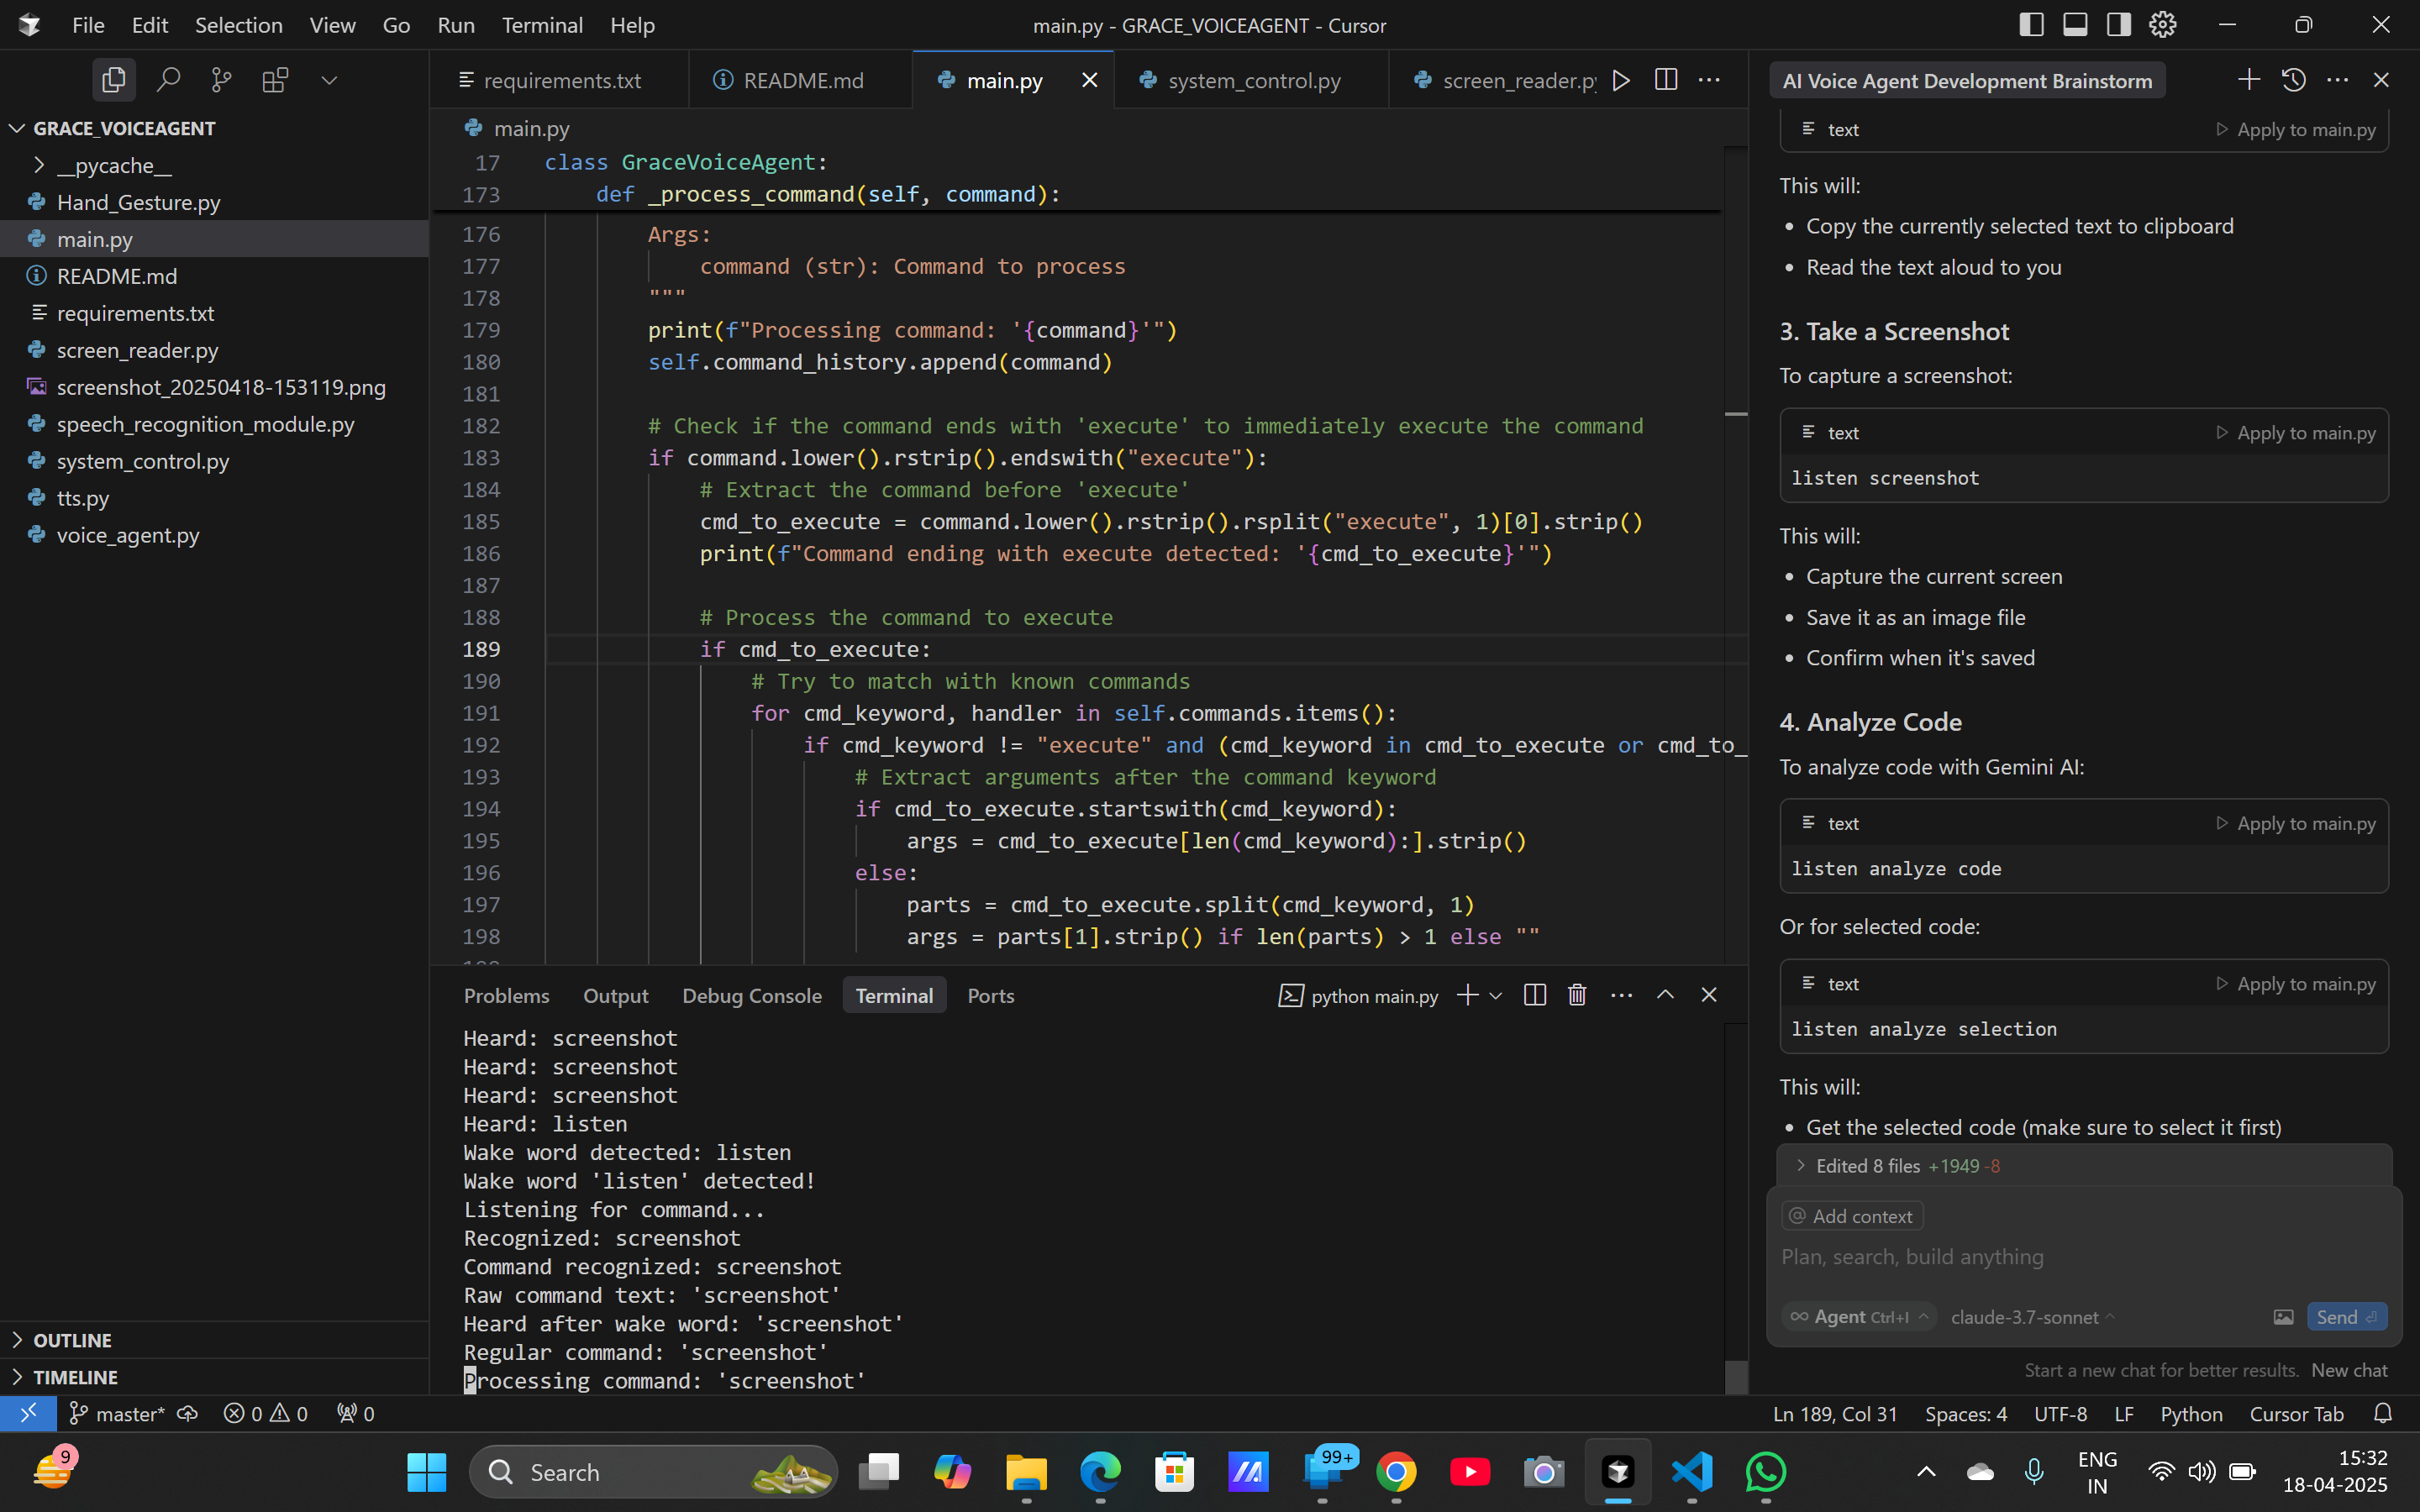 File Edit Selection View Go Run Terminal Help
main.py - GRACE_VOICEAGENT - Cursor
GRACE_VOICEAGENT
__pycache__
Hand_Gesture.py
main.py
README.md
requirements.txt
screen_reader.py
screenshot_20250418-153119.png
speech_recognition_module.py
system_control.py
tts.py
voice_agent.py
OUTLINE
TIMELINE
requirements.txt README.md main.py system_control.py screen_reader.py
main.py
17 class GraceVoiceAgent:
173 def _process_command(self, command):
176 Args:
177 command (str): Command to process
178 """
179 print(f"Processing command: '{command}'")
180 self.command_history.append(command)
181
182 # Check if the command ends with 'execute' to immediately execute the command
183 if command.lower().rstrip().endswith("execute"):
184 # Extract the command before 'execute'
185 cmd_to_execute = command.lower().rstrip().rsplit("execute", 1)[0].strip()
186 print(f"Command ending with execute detected: '{cmd_to_execute}'")
187
188 # Process the command to execute
189 if cmd_to_execute:
190 # Try to match with known commands
191 for cmd_keyword, handler in self.commands.items():
192 if cmd_keyword != "execute" and (cmd_keyword in cmd_to_execute or cmd_to_
193 # Extract arguments after the command keyword
194 if cmd_to_execute.startswith(cmd_keyword):
195 args = cmd_to_execute[len(cmd_keyword):].strip()
196 else:
197 parts = cmd_to_execute.split(cmd_keyword, 1)
198 args = parts[1].strip() if len(parts) > 1 else ""
Problems Output Debug Console Terminal Ports
python main.py
Heard: screenshot
Heard: screenshot
Heard: screenshot
Heard: listen
Wake word detected: listen
Wake word 'listen' detected!
Listening for command...
Recognized: screenshot
Command recognized: screenshot
Raw command text: 'screenshot'
Heard after wake word: 'screenshot'
Regular command: 'screenshot'
Processing command: 'screenshot'
AI Voice Agent Development Brainstorm
text Apply to main.py
This will:
• Copy the currently selected text to clipboard
• Read the text aloud to you
3. Take a Screenshot
To capture a screenshot:
text Apply to main.py
listen screenshot
This will:
• Capture the current screen
• Save it as an image file
• Confirm when it's saved
4. Analyze Code
To analyze code with Gemini AI:
text Apply to main.py
listen analyze code
Or for selected code:
text Apply to main.py
listen analyze selection
This will:
• Get the selected code (make sure to select it first)
Edited 8 files +1949 -8
@ Add context
Plan, search, build anything
∞ Agent Ctrl+I claude-3.7-sonnet Send
Start a new chat for better results. New chat
master* 0 0 0
Ln 189, Col 31 Spaces: 4 UTF-8 LF Python Cursor Tab
9
Search
99+
ENG
IN
15:32
18-04-2025